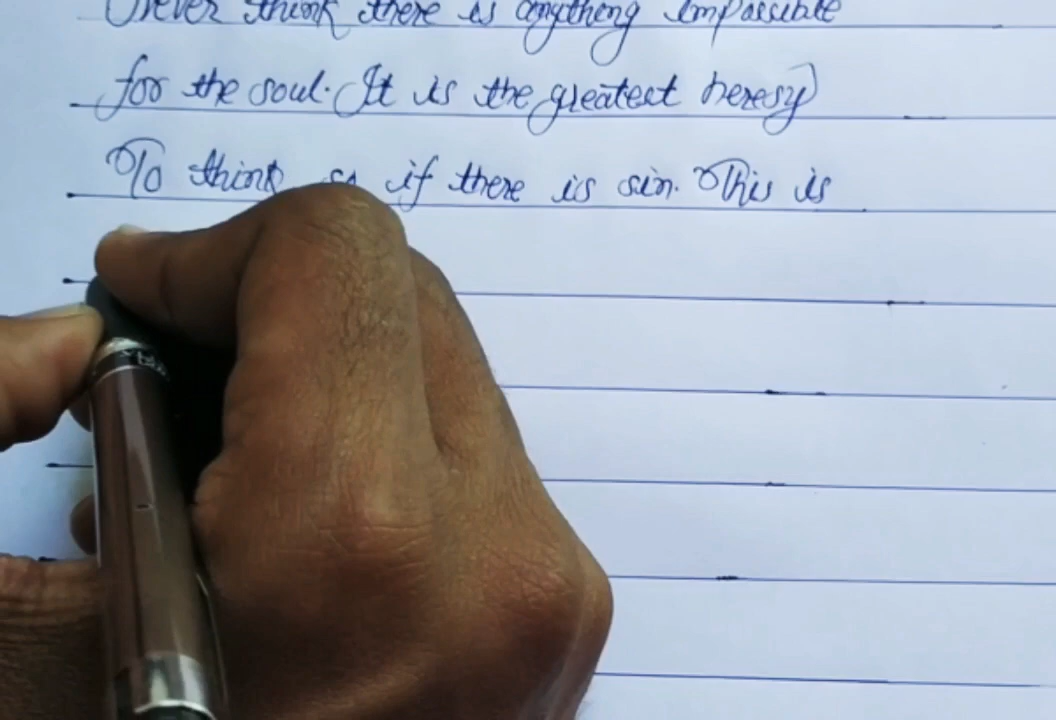 Never think there is anything impossible
for the soul. It is the greatest heresy
To think so if there is sin. This is